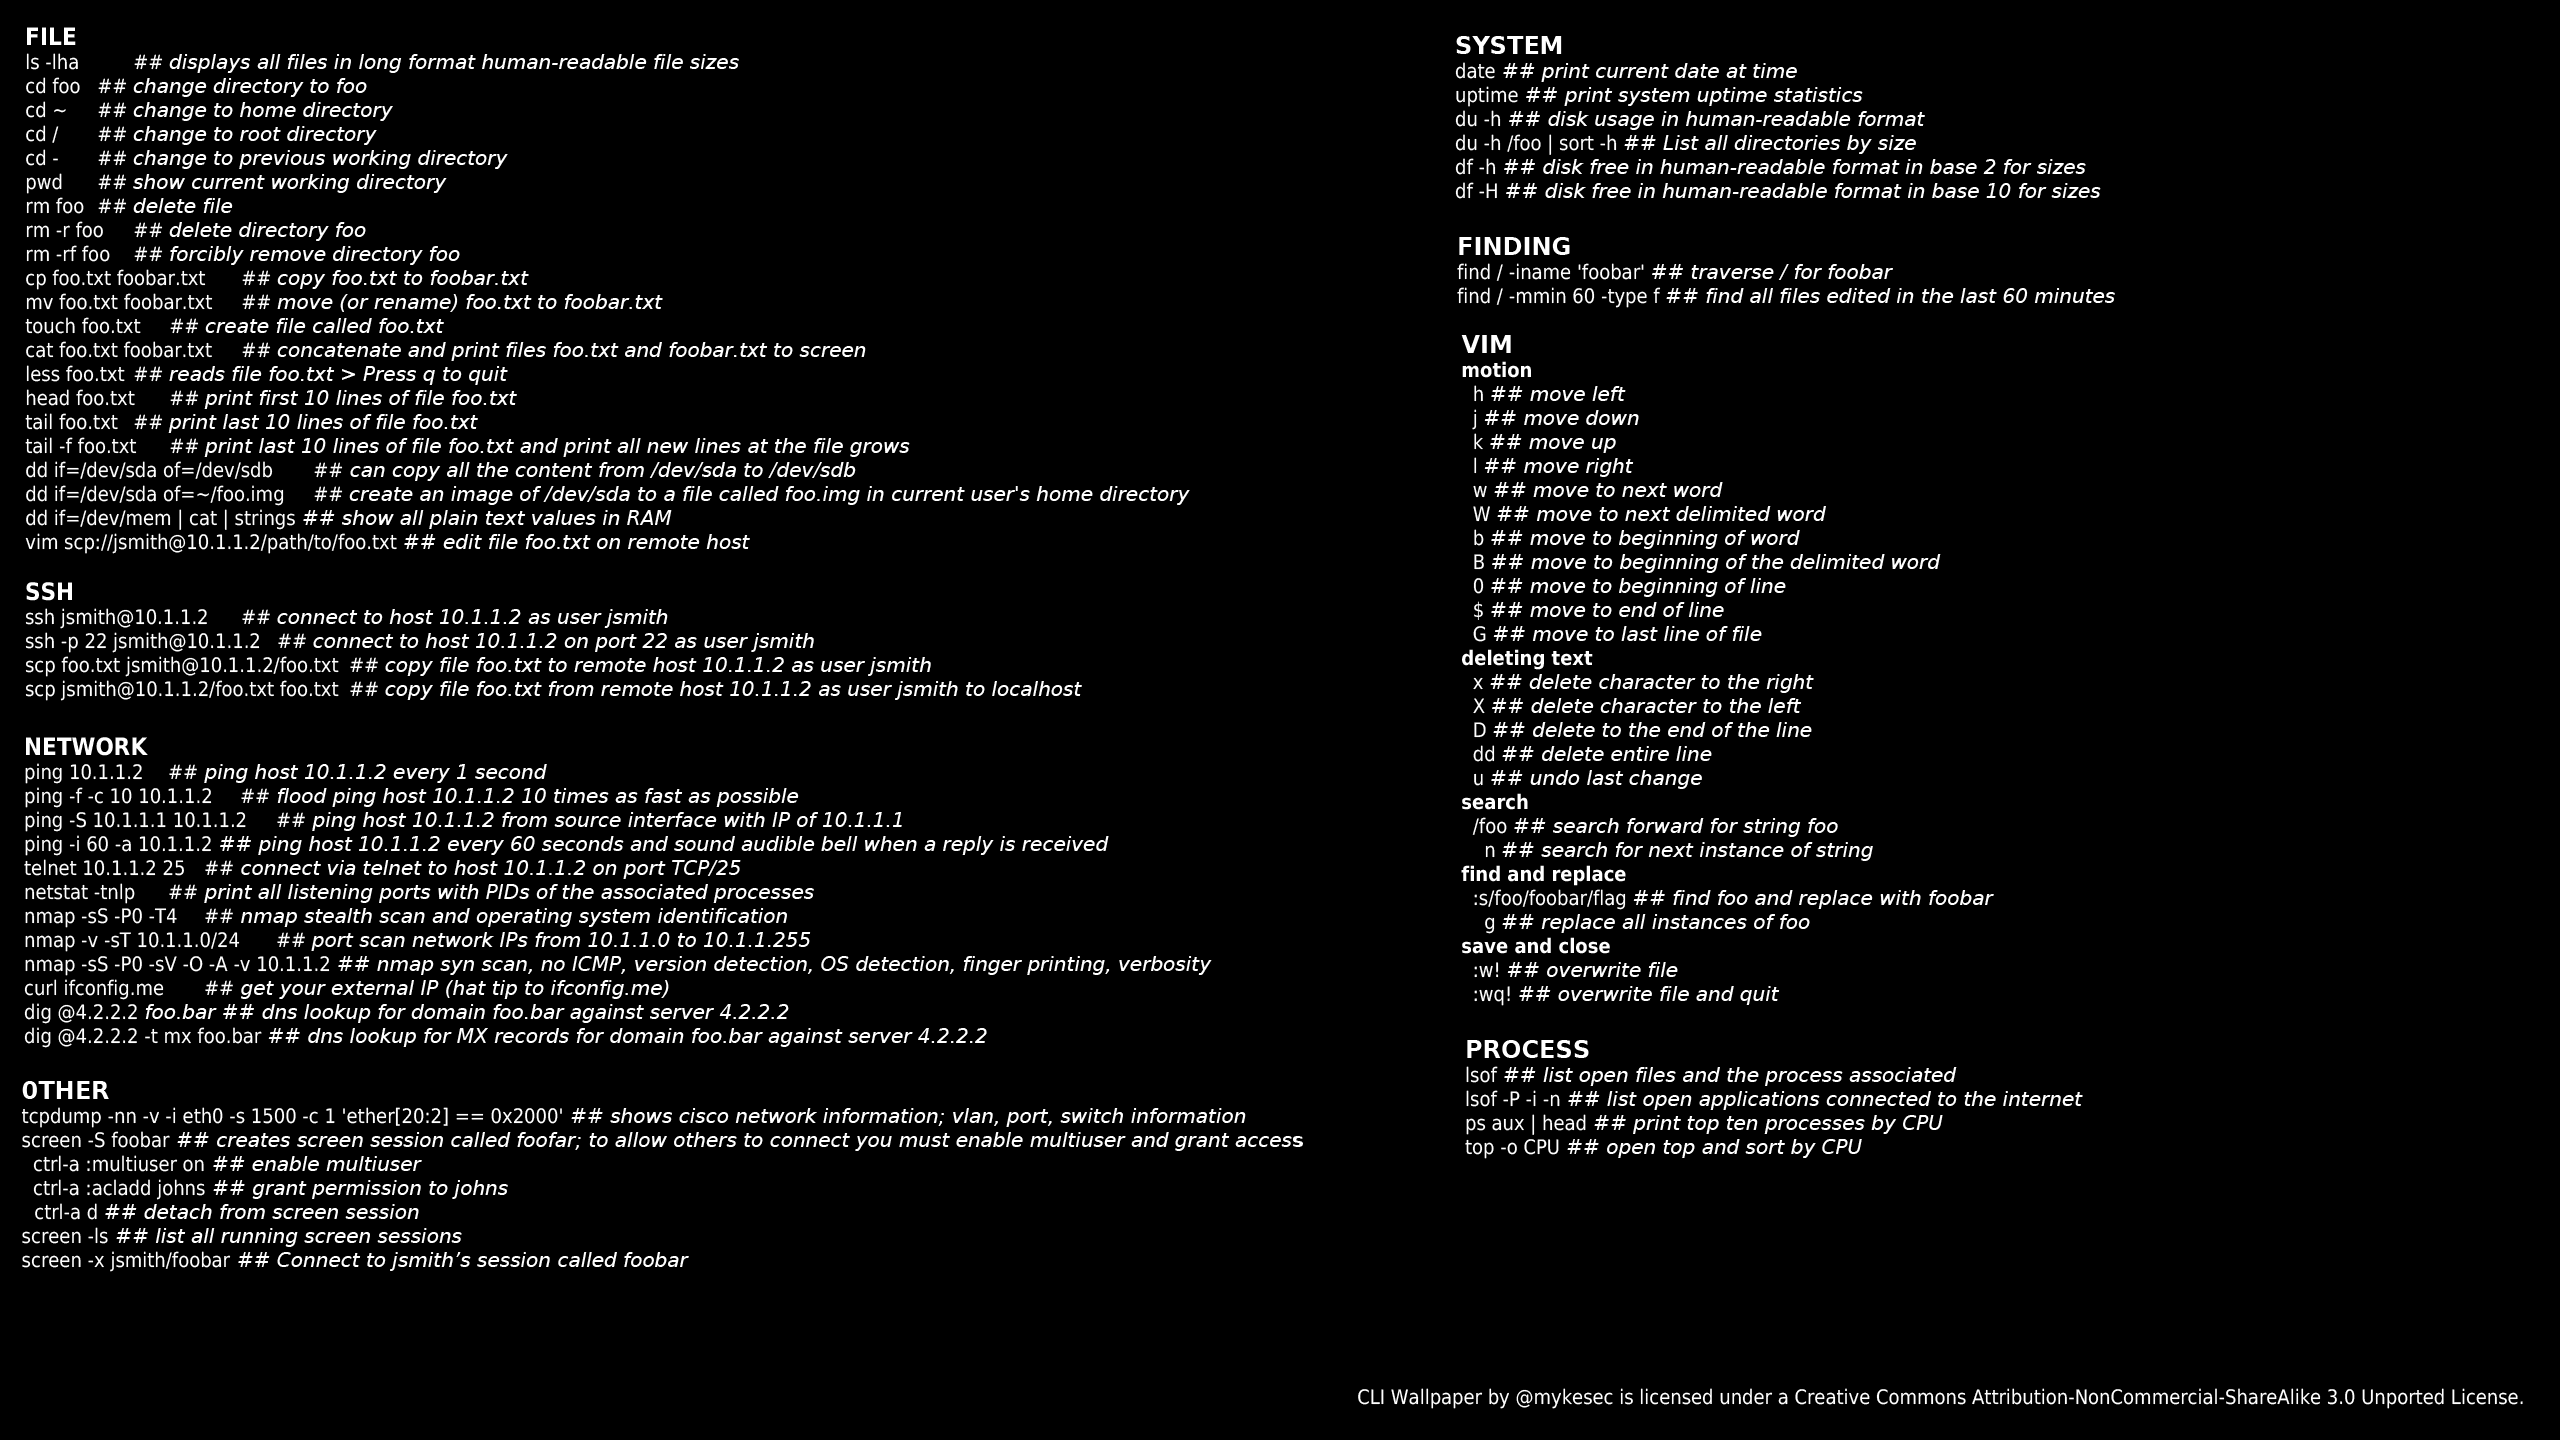 FILE
ls -lha ## displays all files in long format human-readable file sizes
cd foo ## change directory to foo
cd ~ ## change to home directory
cd / ## change to root directory
cd - ## change to previous working directory
pwd ## show current working directory
rm foo ## delete file
rm -r foo ## delete directory foo
rm -rf foo ## forcibly remove directory foo
cp foo.txt foobar.txt ## copy foo.txt to foobar.txt
mv foo.txt foobar.txt ## move (or rename) foo.txt to foobar.txt
touch foo.txt ## create file called foo.txt
cat foo.txt foobar.txt ## concatenate and print files foo.txt and foobar.txt to screen
less foo.txt ## reads file foo.txt > Press q to quit
head foo.txt ## print first 10 lines of file foo.txt
tail foo.txt ## print last 10 lines of file foo.txt
tail -f foo.txt ## print last 10 lines of file foo.txt and print all new lines at the file grows
dd if=/dev/sda of=/dev/sdb ## can copy all the content from /dev/sda to /dev/sdb
dd if=/dev/sda of=~/foo.img ## create an image of /dev/sda to a file called foo.img in current user's home directory
dd if=/dev/mem | cat | strings ## show all plain text values in RAM
vim scp://jsmith@10.1.1.2/path/to/foo.txt ## edit file foo.txt on remote host
SSH
ssh jsmith@10.1.1.2 ## connect to host 10.1.1.2 as user jsmith
ssh -p 22 jsmith@10.1.1.2 ## connect to host 10.1.1.2 on port 22 as user jsmith
scp foo.txt jsmith@10.1.1.2/foo.txt ## copy file foo.txt to remote host 10.1.1.2 as user jsmith
scp jsmith@10.1.1.2/foo.txt foo.txt ## copy file foo.txt from remote host 10.1.1.2 as user jsmith to localhost
NETWORK
ping 10.1.1.2 ## ping host 10.1.1.2 every 1 second
ping -f -c 10 10.1.1.2 ## flood ping host 10.1.1.2 10 times as fast as possible
ping -S 10.1.1.1 10.1.1.2 ## ping host 10.1.1.2 from source interface with IP of 10.1.1.1
ping -i 60 -a 10.1.1.2 ## ping host 10.1.1.2 every 60 seconds and sound audible bell when a reply is received
telnet 10.1.1.2 25 ## connect via telnet to host 10.1.1.2 on port TCP/25
netstat -tnlp ## print all listening ports with PIDs of the associated processes
nmap -sS -P0 -T4 ## nmap stealth scan and operating system identification
nmap -v -sT 10.1.1.0/24 ## port scan network IPs from 10.1.1.0 to 10.1.1.255
nmap -sS -P0 -sV -O -A -v 10.1.1.2 ## nmap syn scan, no ICMP, version detection, OS detection, finger printing, verbosity
curl ifconfig.me ## get your external IP (hat tip to ifconfig.me)
dig @4.2.2.2 foo.bar ## dns lookup for domain foo.bar against server 4.2.2.2
dig @4.2.2.2 -t mx foo.bar ## dns lookup for MX records for domain foo.bar against server 4.2.2.2
0THER
tcpdump -nn -v -i eth0 -s 1500 -c 1 'ether[20:2] == 0x2000' ## shows cisco network information; vlan, port, switch information
screen -S foobar ## creates screen session called foofar; to allow others to connect you must enable multiuser and grant access
ctrl-a :multiuser on ## enable multiuser
ctrl-a :acladd johns ## grant permission to johns
ctrl-a d ## detach from screen session
screen -ls ## list all running screen sessions
screen -x jsmith/foobar ## Connect to jsmith’s session called foobar
SYSTEM
date ## print current date at time
uptime ## print system uptime statistics
du -h ## disk usage in human-readable format
du -h /foo | sort -h ## List all directories by size
df -h ## disk free in human-readable format in base 2 for sizes
df -H ## disk free in human-readable format in base 10 for sizes
FINDING
find / -iname 'foobar' ## traverse / for foobar
find / -mmin 60 -type f ## find all files edited in the last 60 minutes
VIM
motion
h ## move left
j ## move down
k ## move up
l ## move right
w ## move to next word
W ## move to next delimited word
b ## move to beginning of word
B ## move to beginning of the delimited word
0 ## move to beginning of line
$ ## move to end of line
G ## move to last line of file
deleting text
x ## delete character to the right
X ## delete character to the left
D ## delete to the end of the line
dd ## delete entire line
u ## undo last change
search
/foo ## search forward for string foo
n ## search for next instance of string
find and replace
:s/foo/foobar/flag ## find foo and replace with foobar
g ## replace all instances of foo
save and close
:w! ## overwrite file
:wq! ## overwrite file and quit
PROCESS
lsof ## list open files and the process associated
lsof -P -i -n ## list open applications connected to the internet
ps aux | head ## print top ten processes by CPU
top -o CPU ## open top and sort by CPU
CLI Wallpaper by @mykesec is licensed under a Creative Commons Attribution-NonCommercial-ShareAlike 3.0 Unported License.